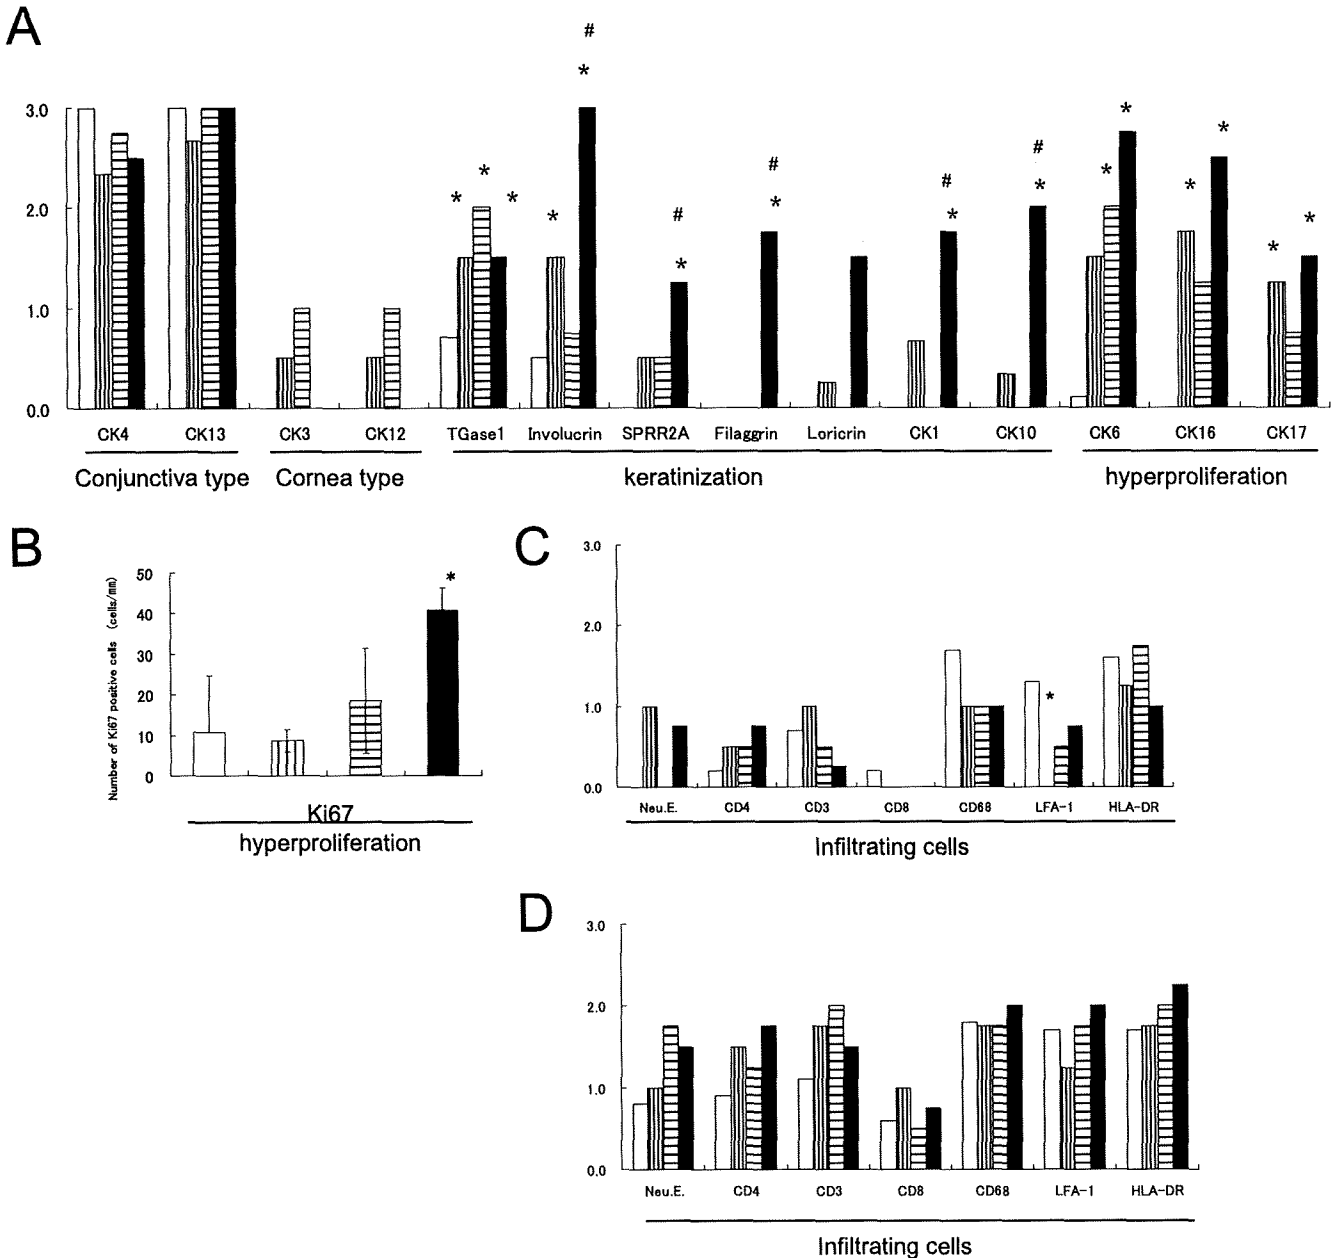 A
#
*
3.0
2.0
1.0
0.0
* * *
*
#
*
#
*
#
*
#
*
*
*
*
*
*
*
CK4 CK13 CK3 CK12 TGase1 Involucrin SPRR2A Filaggrin Loricrin CK1 CK10 CK6 CK16 CK17
Conjunctiva type Cornea type keratinization hyperproliferation
B
Number of Ki67 positive cells (cells/mm)
50
40
30
20
10
0
*
Ki67
hyperproliferation
C
3.0
2.0
1.0
0.0
*
Neu.E. CD4 CD3 CD8 CD68 LFA-1 HLA-DR
Infiltrating cells
D
3.0
2.0
1.0
0.0
Neu.E. CD4 CD3 CD8 CD68 LFA-1 HLA-DR
Infiltrating cells